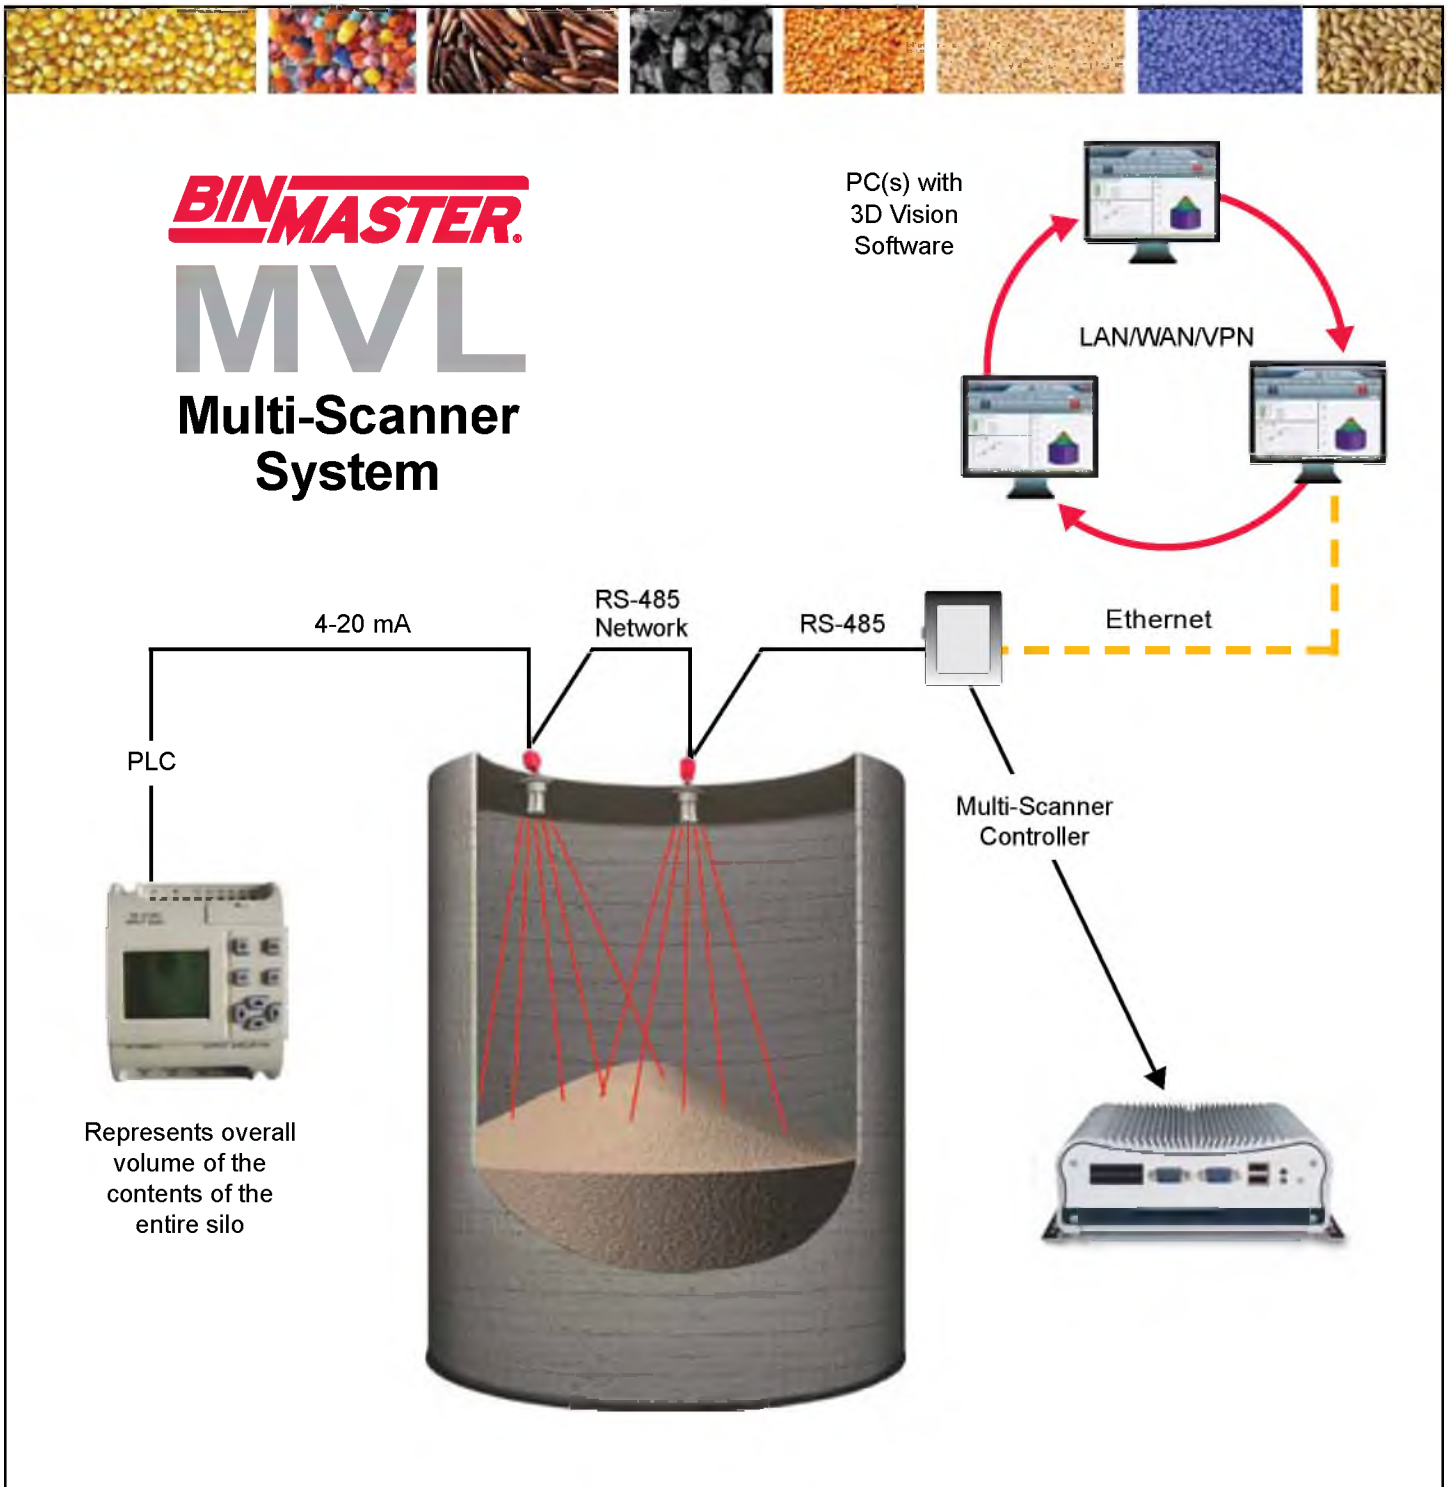 BINMASTER®
MVL
Multi-Scanner
System
PC(s) with
3D Vision
Software
LAN/WAN/VPN
4-20 mA
RS-485
Network
RS-485
Ethernet
PLC
Multi-Scanner
Controller
Represents overall
volume of the
contents of the
entire silo